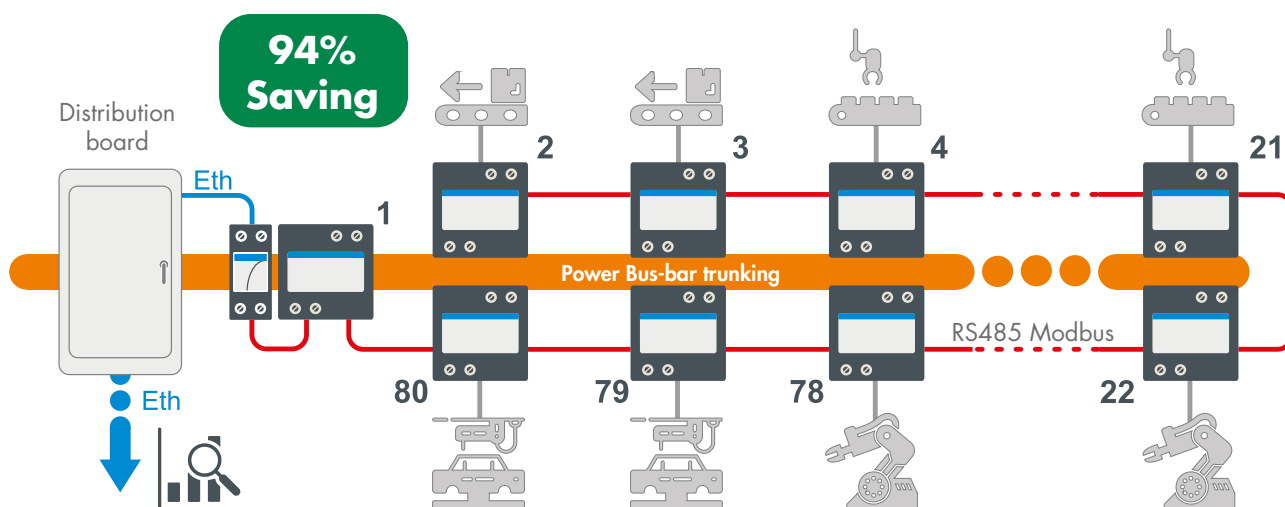 94%
Saving
Distribution
board
Eth
1
2
3
4
21
Power Bus-bar trunking
RS485 Modbus
80
79
78
22
Eth